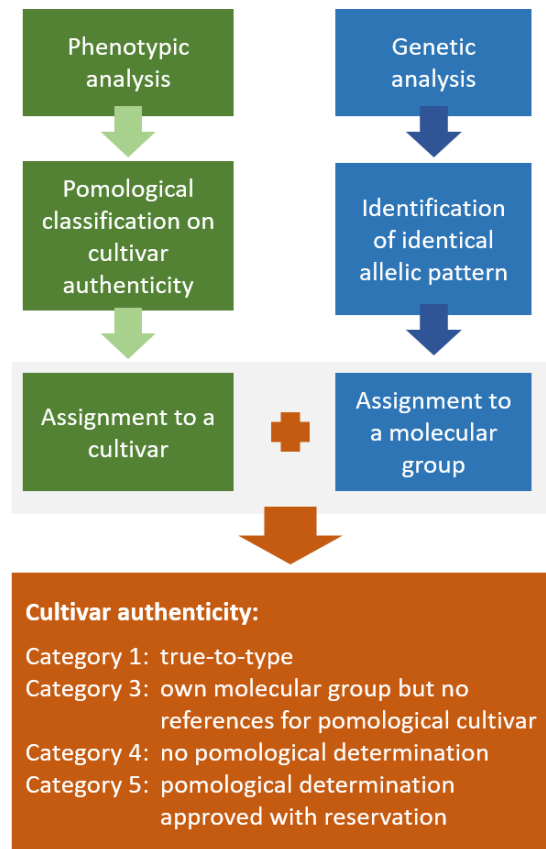 Phenotypic
analysis
Genetic
analysis
Pomological
classification on
cultivar
authenticity
Identification
of identical
allelic pattern
Assignment to a
cultivar
Assignment to
a molecular
group
Cultivar authenticity:
Category 1: true-to-type
Category 3: own molecular group but no
references for pomological cultivar
Category 4: no pomological determination
Category 5: pomological determination
approved with reservation